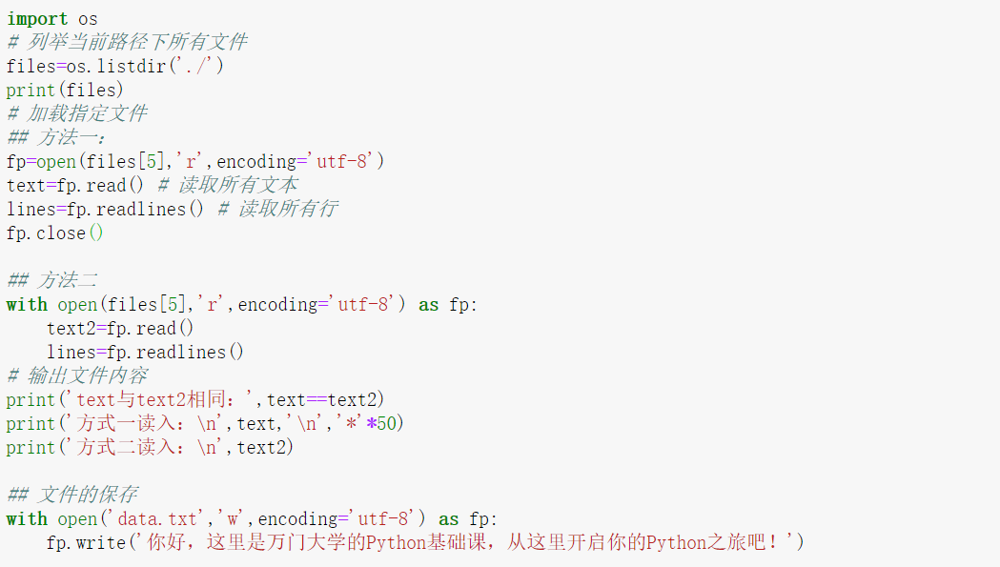 import os
# 列举当前路径下所有文件
files=os.listdir('./')
print(files)
# 加载指定文件
## 方法一:
fp=open(files[5],'r',encoding='utf-8')
text=fp.read() # 读取所有文本
lines=fp.readlines() # 读取所有行
fp.close()
## 方法二
with open(files[5],'r',encoding='utf-8') as fp:
    text2=fp.read()
    lines=fp.readlines()
# 输出文件内容
print('text与text2相同：',text==text2)
print('方式一读入：\n',text,'\n','*'*50)
print('方式二读入：\n',text2)
## 文件的保存
with open('data.txt','w',encoding='utf-8') as fp:
    fp.write('你好，这里是万门大学的Python基础课，从这里开启你的Python之旅吧！')